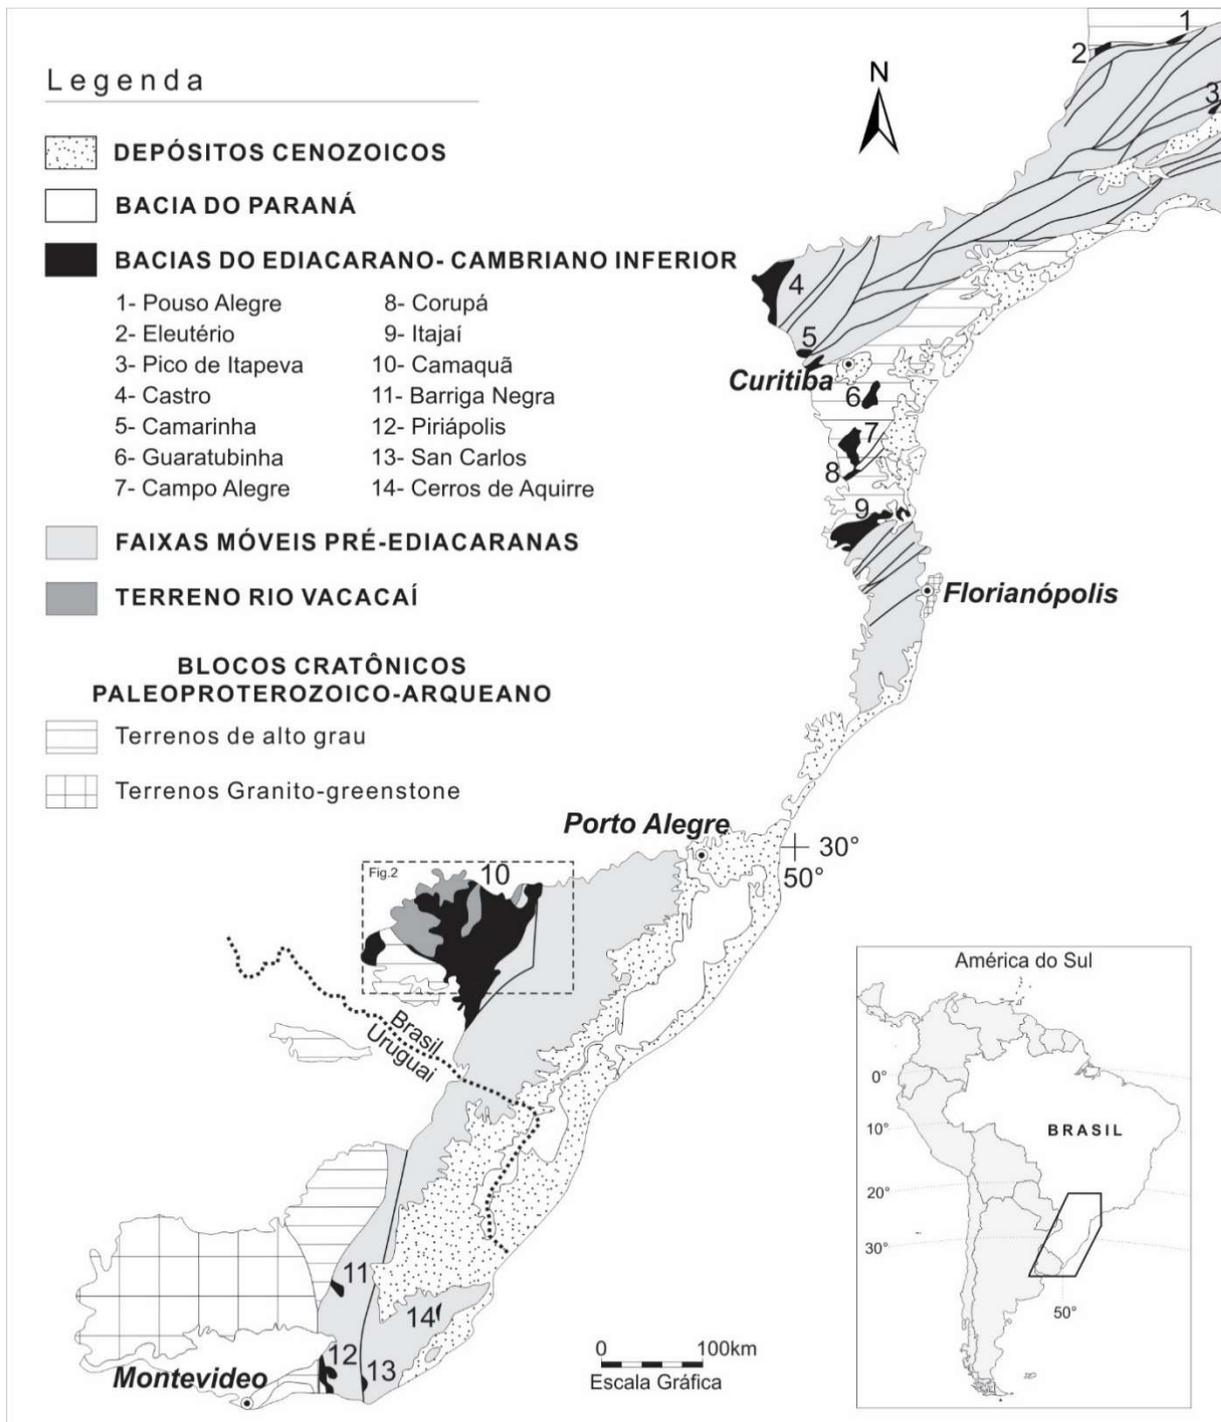 Legenda
DEPÓSITOS CENOZOICOS
BACIA DO PARANÁ
BACIAS DO EDIACARANO- CAMBRIANO INFERIOR
1- Pouso Alegre
2- Eleutério
3- Pico de Itapeva
4- Castro
5- Camarinha
6- Guaratubinha
7- Campo Alegre
8- Corupá
9- Itajaí
10- Camaquã
11- Barriga Negra
12- Piriápolis
13- San Carlos
14- Cerros de Aquirre
FAIXAS MÓVEIS PRÉ-EDIACARANAS
TERRENO RIO VACACAÍ
BLOCOS CRATÔNICOS
PALEOPROTEROZOICO-ARQUEANO
Terrenos de alto grau
Terrenos Granito-greenstone
N
1
2
3
4
5
Curitiba
6
7
8
9
Florianópolis
Porto Alegre
30°
50°
Fig.2
10
Brasil
Uruguai
11
14
12
13
Montevideo
0 100km
Escala Gráfica
América do Sul
0°
10°
20°
30°
BRASIL
50°